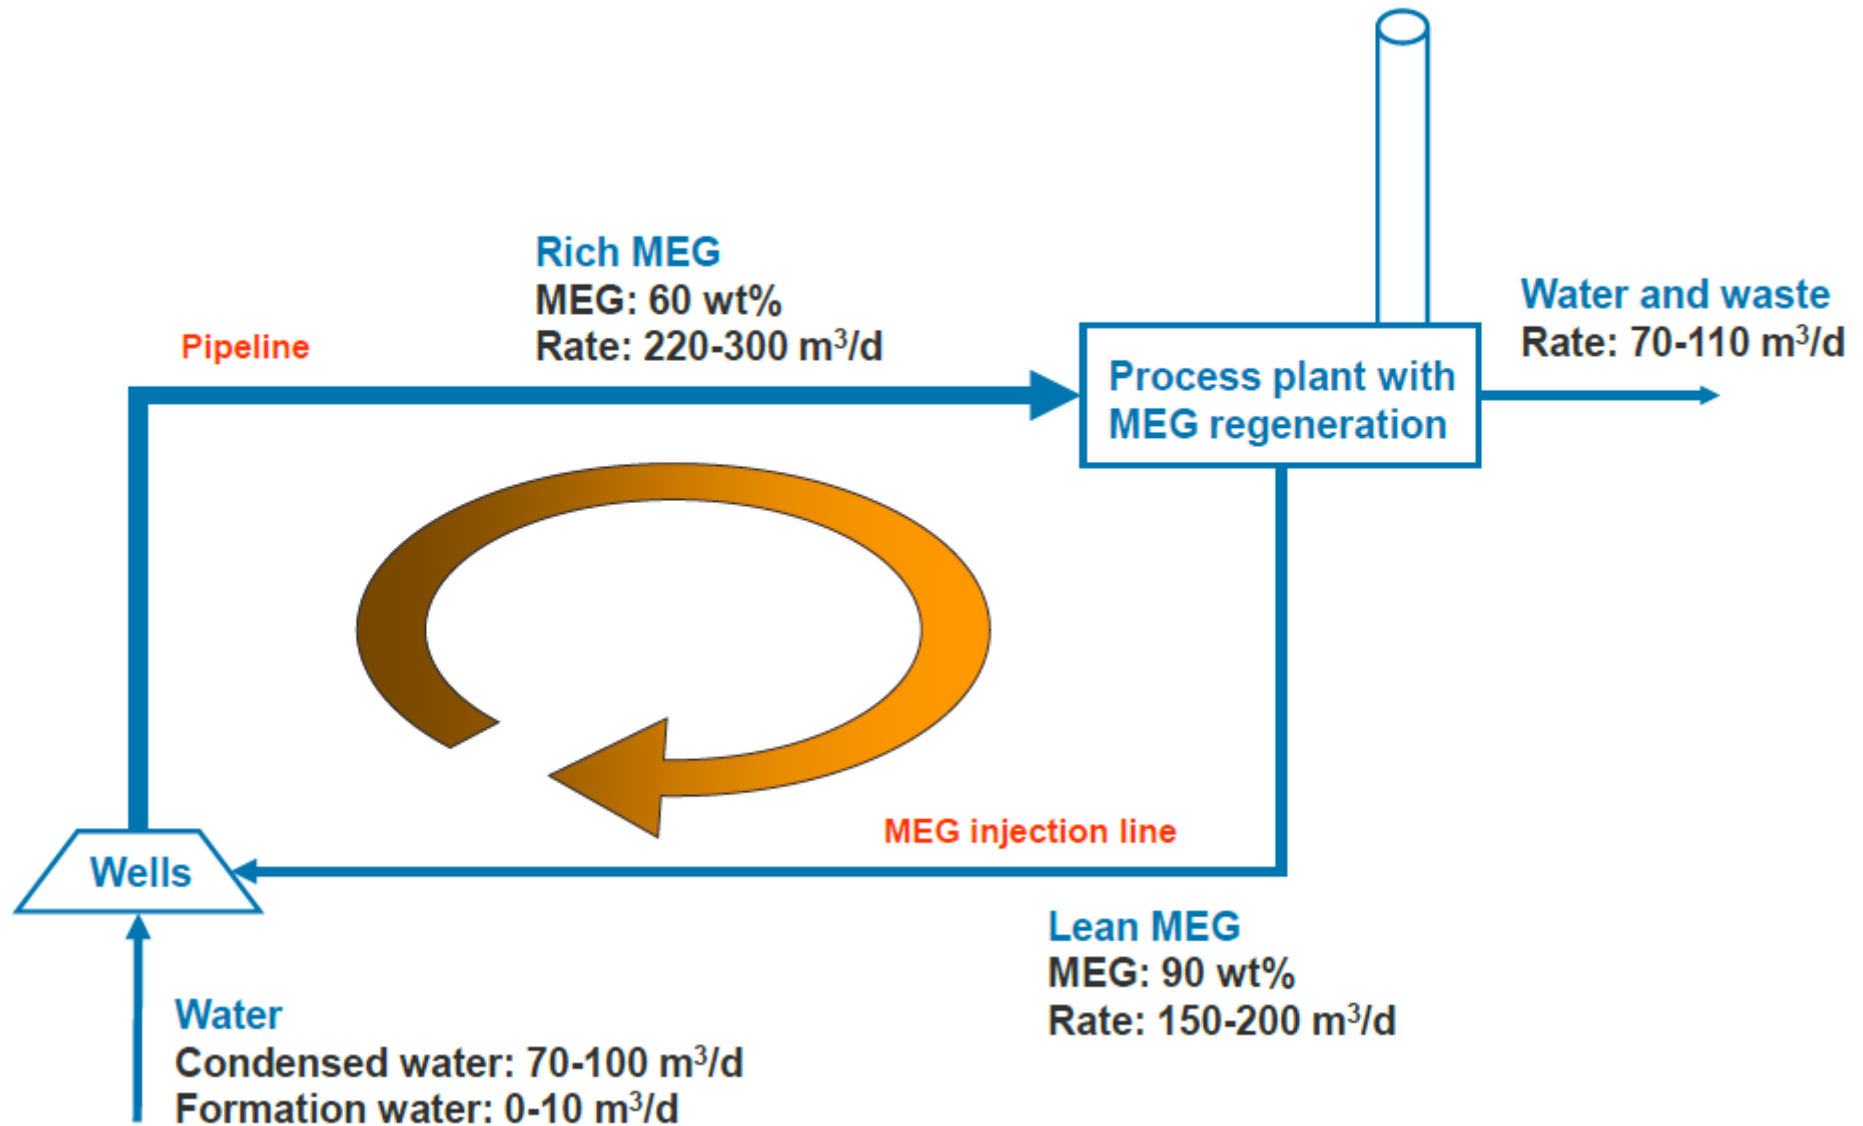 Rich MEG
MEG: 60 wt%
Rate: 220-300 m³/d
Pipeline
Water and waste
Rate: 70-110 m³/d
Process plant with
MEG regeneration
MEG injection line
Wells
Lean MEG
MEG: 90 wt%
Rate: 150-200 m³/d
Water
Condensed water: 70-100 m³/d
Formation water: 0-10 m³/d